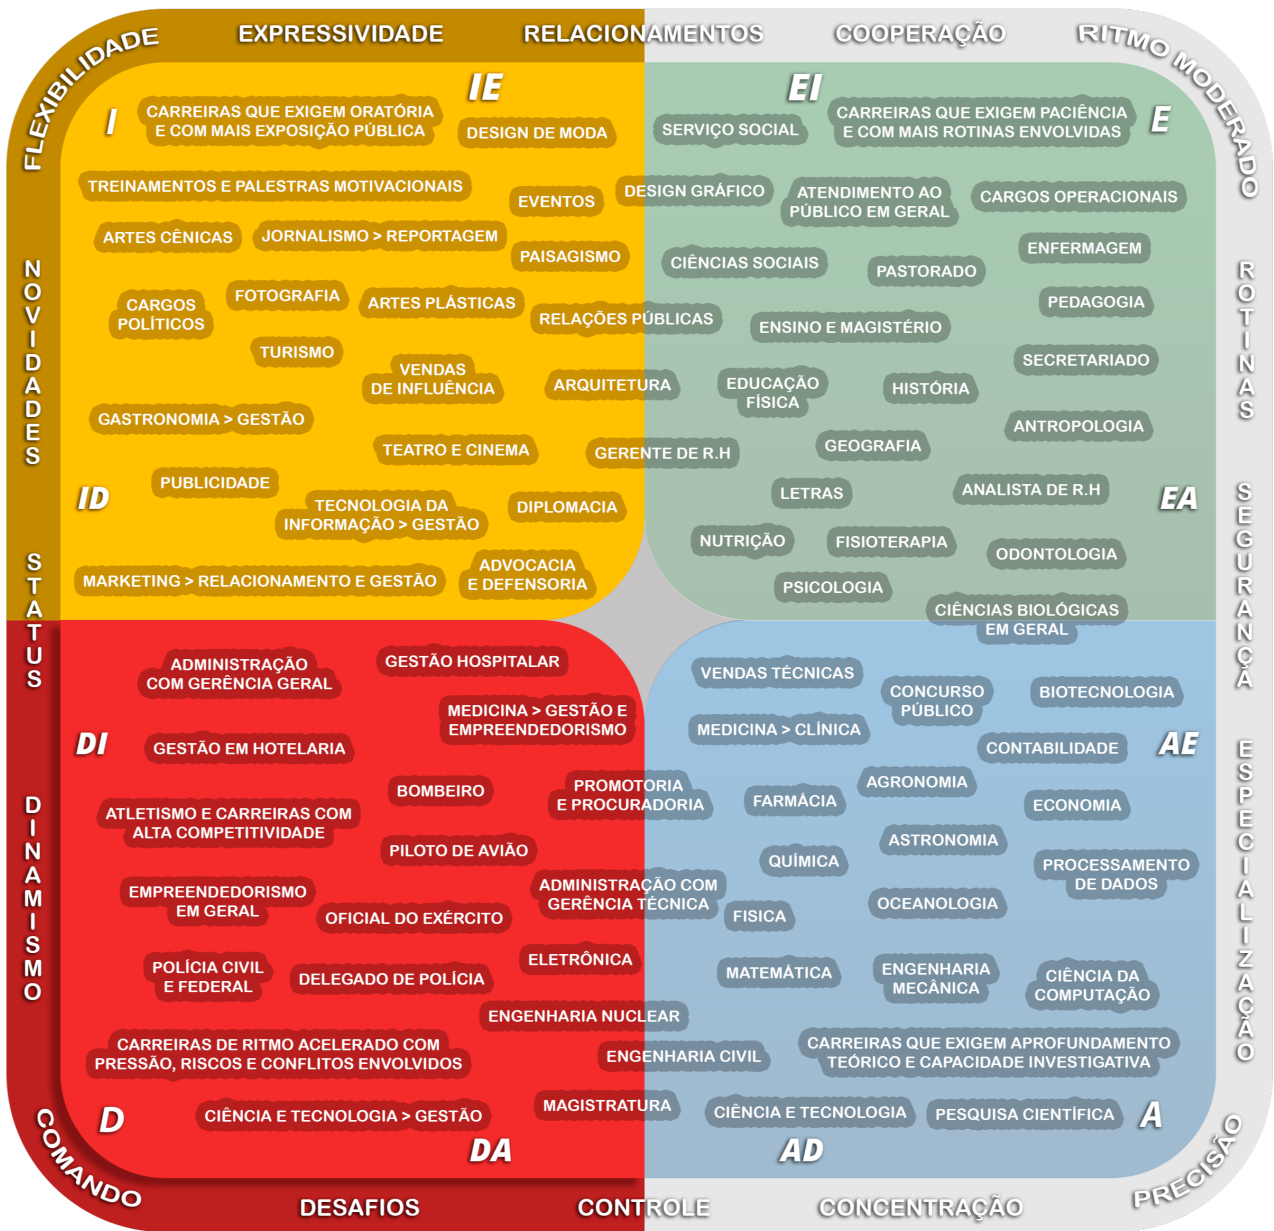 FLEXIBILIDADE
EXPRESSIVIDADE
RELACIONAMENTOS
COOPERAÇÃO
RITMO MODERADO
NOVIDADES
STATUS
DINAMISMO
COMANDO
I
CARREIRAS QUE EXIGEM ORATÓRIA
E COM MAIS EXPOSIÇÃO PÚBLICA
IE
DESIGN DE MODA
TREINAMENTOS E PALESTRAS MOTIVACIONAIS
EVENTOS
ARTES CÊNICAS
JORNALISMO > REPORTAGEM
PAISAGISMO
CARGOS
POLÍTICOS
FOTOGRAFIA
ARTES PLÁSTICAS
RELAÇÕES PÚBLICAS
TURISMO
VENDAS
DE INFLUÊNCIA
ARQUITETURA
GASTRONOMIA > GESTÃO
TEATRO E CINEMA
GERENTE DE R.H
ID
PUBLICIDADE
TECNOLOGIA DA
INFORMAÇÃO > GESTÃO
DIPLOMACIA
MARKETING > RELACIONAMENTO E GESTÃO
ADVOCACIA
E DEFENSORIA
EI
SERVIÇO SOCIAL
CARREIRAS QUE EXIGEM PACIÊNCIA
E COM MAIS ROTINAS ENVOLVIDAS
E
DESIGN GRÁFICO
ATENDIMENTO AO
PÚBLICO EM GERAL
CARGOS OPERACIONAIS
CIÊNCIAS SOCIAIS
PASTORADO
ENFERMAGEM
PEDAGOGIA
ENSINO E MAGISTÉRIO
SECRETARIADO
EDUCAÇÃO
FÍSICA
HISTÓRIA
ANTROPOLOGIA
GEOGRAFIA
LETRAS
ANALISTA DE R.H
EA
NUTRIÇÃO
FISIOTERAPIA
ODONTOLOGIA
PSICOLOGIA
CIÊNCIAS BIOLÓGICAS
EM GERAL
ADMINISTRAÇÃO
COM GERÊNCIA GERAL
GESTÃO HOSPITALAR
MEDICINA > GESTÃO E
EMPREENDEDORISMO
DI
GESTÃO EM HOTELARIA
BOMBEIRO
PROMOTORIA
E PROCURADORIA
ATLETISMO E CARREIRAS COM
ALTA COMPETITIVIDADE
PILOTO DE AVIÃO
EMPREENDEDORISMO
EM GERAL
OFICIAL DO EXÉRCITO
ADMINISTRAÇÃO COM
GERÊNCIA TÉCNICA
POLÍCIA CIVIL
E FEDERAL
DELEGADO DE POLÍCIA
ELETRÔNICA
ENGENHARIA NUCLEAR
CARREIRAS DE RITMO ACELERADO COM
PRESSÃO, RISCOS E CONFLITOS ENVOLVIDOS
ENGENHARIA CIVIL
D
CIÊNCIA E TECNOLOGIA > GESTÃO
MAGISTRATURA
DA
VENDAS TÉCNICAS
CONCURSO
PÚBLICO
BIOTECNOLOGIA
MEDICINA > CLÍNICA
CONTABILIDADE
AE
FARMÁCIA
AGRONOMIA
ECONOMIA
ASTRONOMIA
QUÍMICA
PROCESSAMENTO
DE DADOS
FISICA
OCEANOLOGIA
MATEMÁTICA
ENGENHARIA
MECÂNICA
CIÊNCIA DA
COMPUTAÇÃO
CARREIRAS QUE EXIGEM APROFUNDAMENTO
TEÓRICO E CAPACIDADE INVESTIGATIVA
CIÊNCIA E TECNOLOGIA
PESQUISA CIENTÍFICA
A
AD
ROTINAS
SEGURANÇA
ESPECIALIZAÇÃO
PRECISÃO
DESAFIOS
CONTROLE
CONCENTRAÇÃO